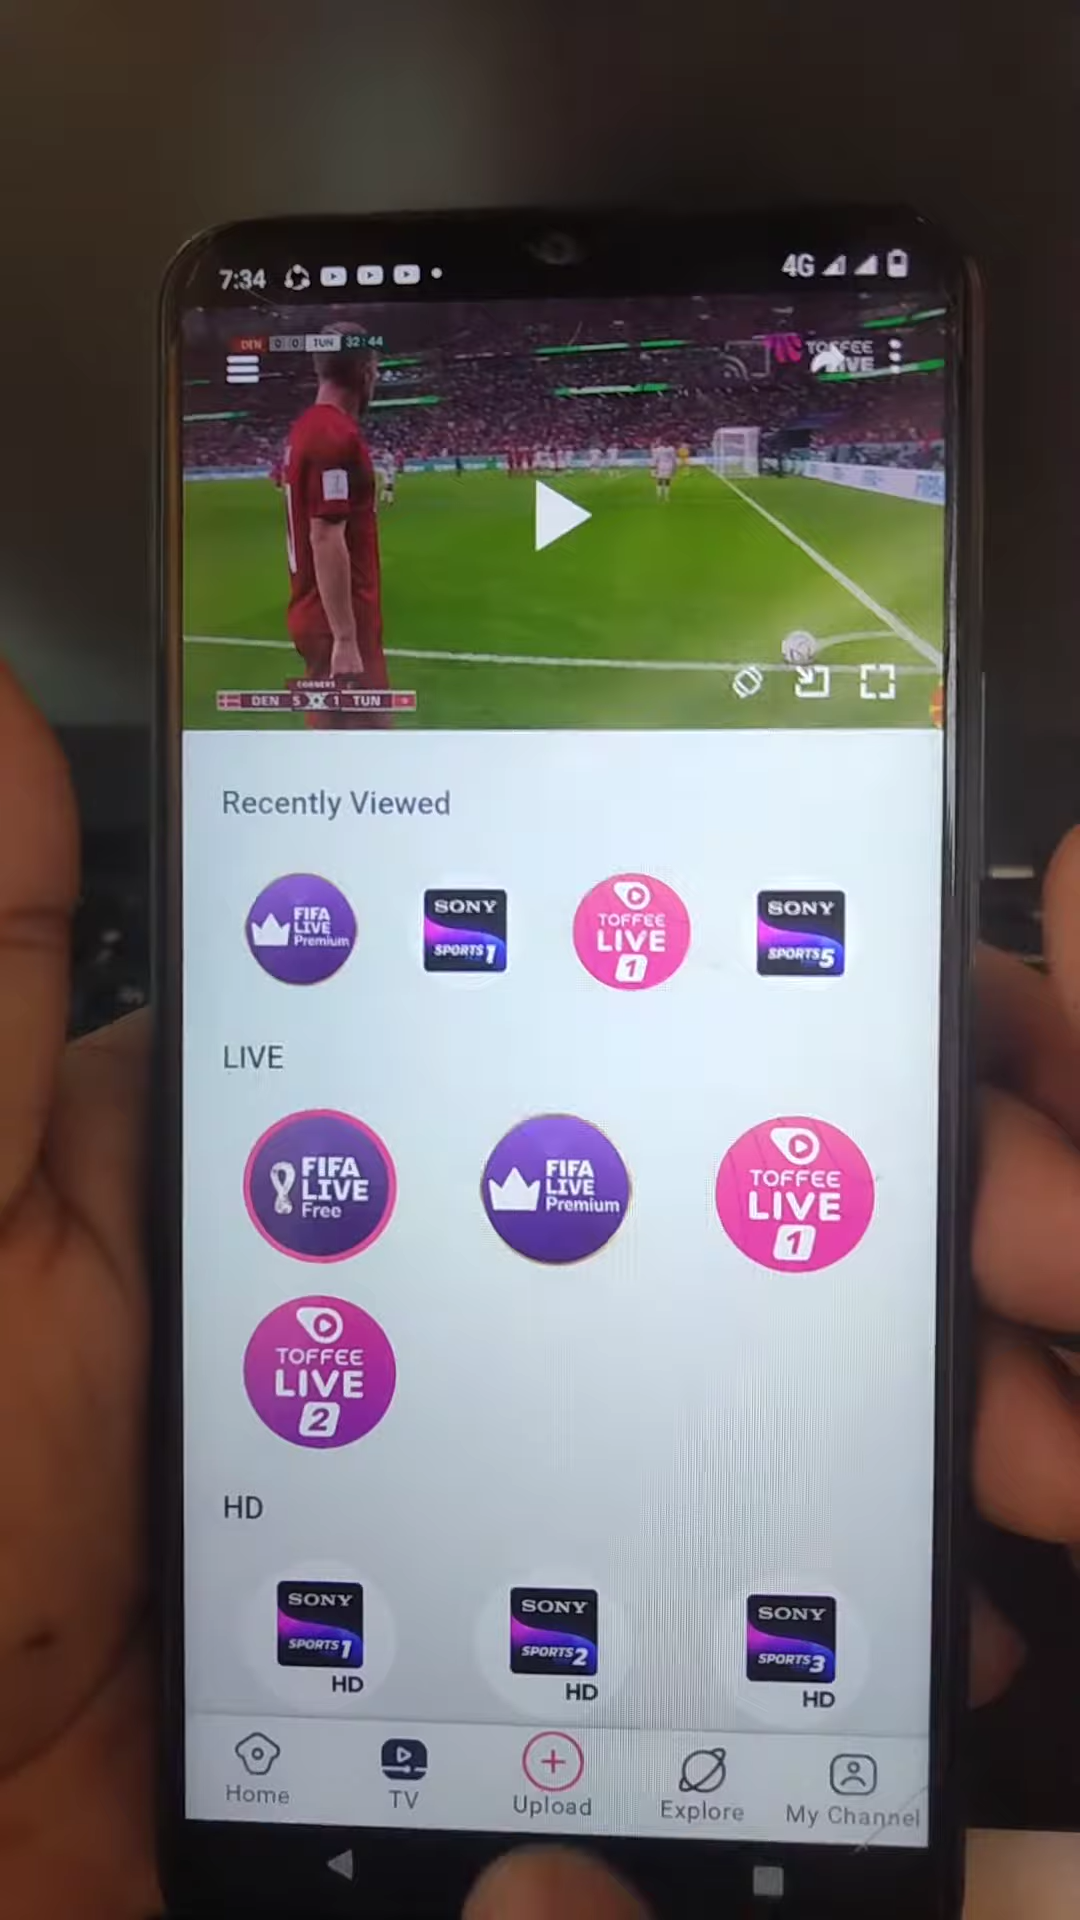 7:34
4G
DEN 0 0 TUN 32:44
TOFFEE
LIVE
CORNERS
DEN 5 1 TUN
Recently Viewed
FIFA LIVE Premium
SONY SPORTS 1
TOFFEE LIVE 1
SONY SPORTS 5
LIVE
FIFA LIVE Free
FIFA LIVE Premium
TOFFEE LIVE 1
TOFFEE LIVE 2
HD
SONY SPORTS 1 HD
SONY SPORTS 2 HD
SONY SPORTS 3 HD
Home
TV
Upload
Explore
My Channel